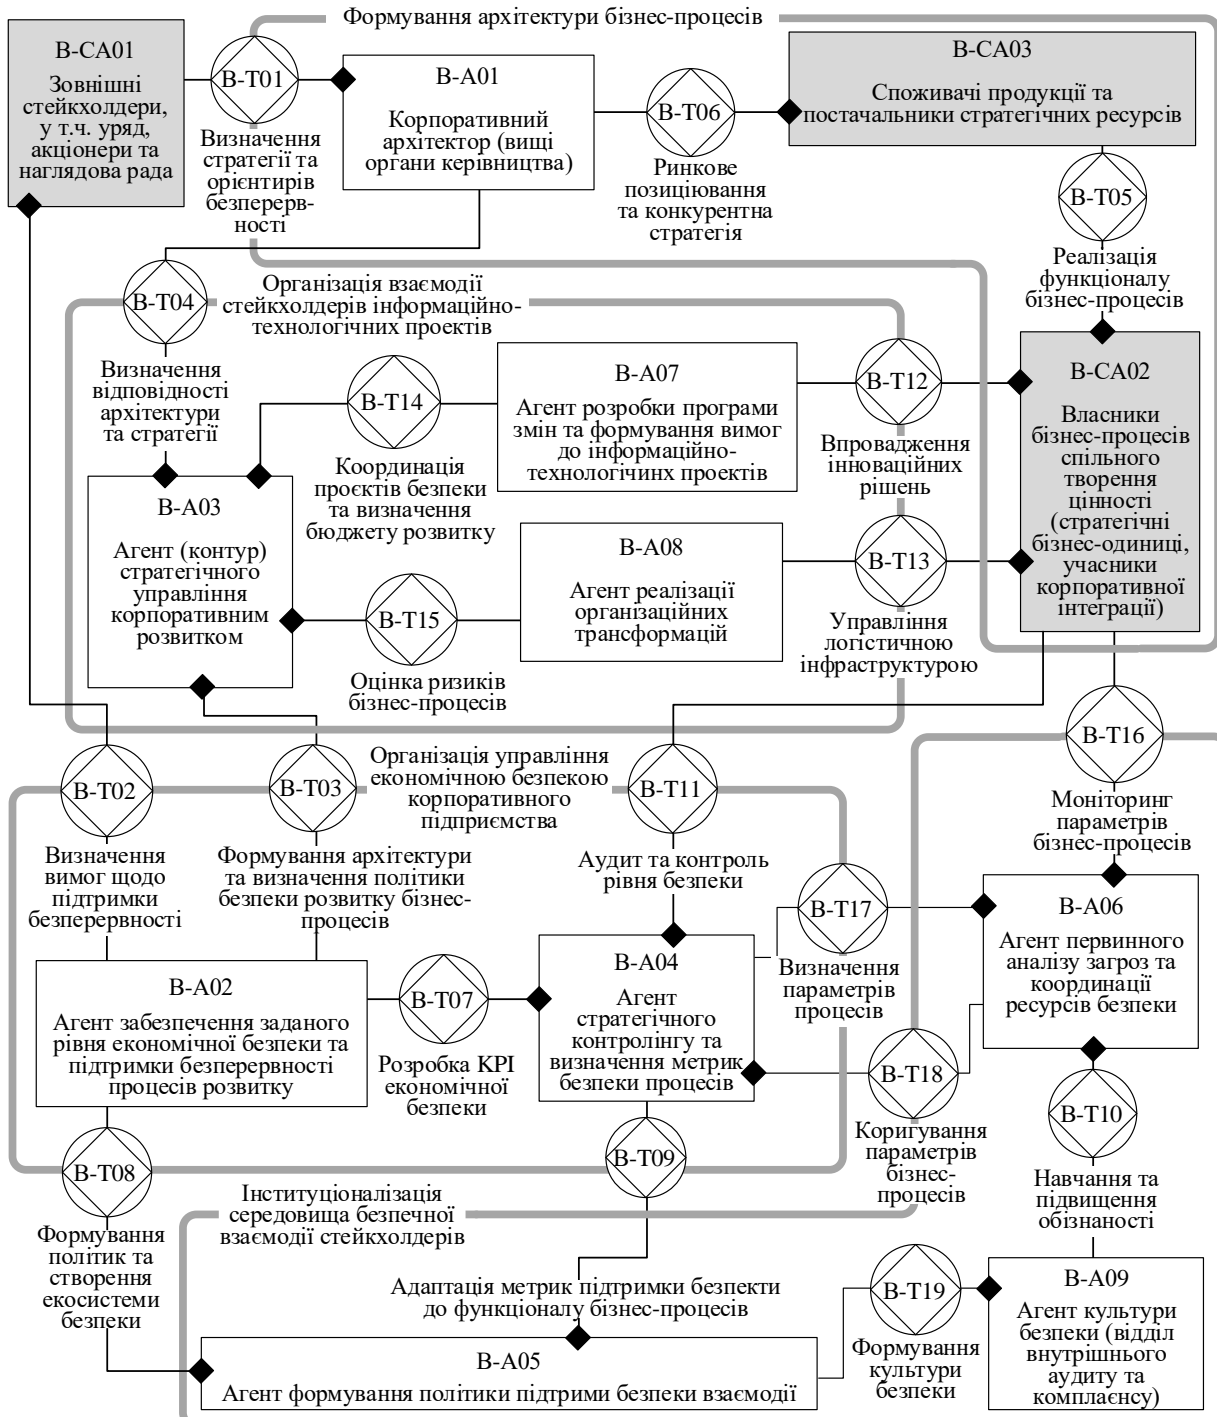 Формування архітектури бізнес-процесів
B-CA01
Зовнішні
стейкхолдери,
у т.ч. уряд,
акціонери та
наглядова рада
B-T01
Визначення
стратегії та
орієнтирів
безперерв-
ності
B-A01
Корпоративний
архітектор (вищі
органи керівництва)
B-T06
Ринкове
позиціювання
та конкурентна
стратегія
B-CA03
Споживачі продукції та
постачальники стратегічних ресурсів
B-T05
Реалізація
функціоналу
бізнес-процесів
B-T04
Визначення
відповідності
архітектури
та стратегії
Організація взаємодії
стейкхолдерів інформаційно-
технологічних проектів
B-T14
Координація
проєктів безпеки
та визначення
бюджету розвитку
B-A07
Агент розробки програми
змін та формування вимог
до інформаційно-
технологічинх проектів
B-T12
Впровадження
інноваційних
рішень
B-CA02
Власники
бізнес-процесів
спільного
творення
цінності
(стратегічні
бізнес-одиниці,
учасники
корпоративної
інтеграції)
B-A03
Агент (контур)
стратегічного
управління
корпоративним
розвитком
B-T15
Оцінка ризиків
бізнес-процесів
B-A08
Агент реалізації
організаційних
трансформацій
B-T13
Управління
логістичною
інфраструктурою
B-T02
Визначення
вимог щодо
підтримки
безперервності
B-T03
Формування архітектури
та визначення політики
безпеки розвитку бізнес-
процесів
Організація управління
економічною безпекою
корпоративного
підприємства
B-T11
Аудит та контроль
рівня безпеки
B-T16
Моніторинг
параметрів
бізнес-процесів
B-T17
Визначення
параметрів
процесів
B-A06
Агент первинного
аналізу загроз та
координації
ресурсів безпеки
B-A02
Агент забезпечення заданого
рівня економічної безпеки та
підтримки безперервності
процесів розвитку
B-T07
Розробка KPI
економічної
безпеки
B-A04
Агент
стратегічного
контролінгу та
визначення метрик
безпеки процесів
B-T18
Коригування
параметрів
бізнес-
процесів
B-T10
Навчання та
підвищення
обізнаності
B-T08
Формування
політик та
створення
екосистеми
безпеки
Інституціоналізація
середовища безпечної
взаємодії стейкхолдерів
B-T09
Адаптація метрик підтримки безпекти
до функціоналу бізнес-процесів
B-A05
Агент формування політики підтрими безпеки взаємодії
B-T19
Формування
культури
безпеки
B-A09
Агент культури
безпеки (відділ
внутрішнього
аудиту та
комплаєнсу)